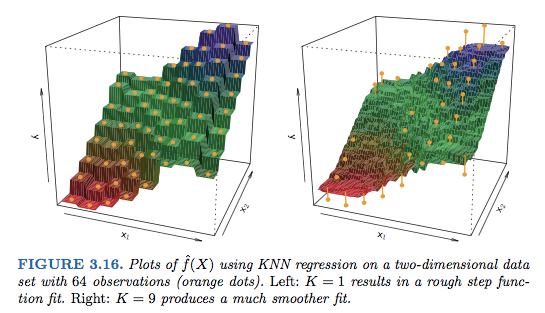 y
x1
x2
y
x1
x2
FIGURE 3.16. Plots of f̂(X) using KNN regression on a two-dimensional data
set with 64 observations (orange dots). Left: K = 1 results in a rough step func-
tion fit. Right: K = 9 produces a much smoother fit.